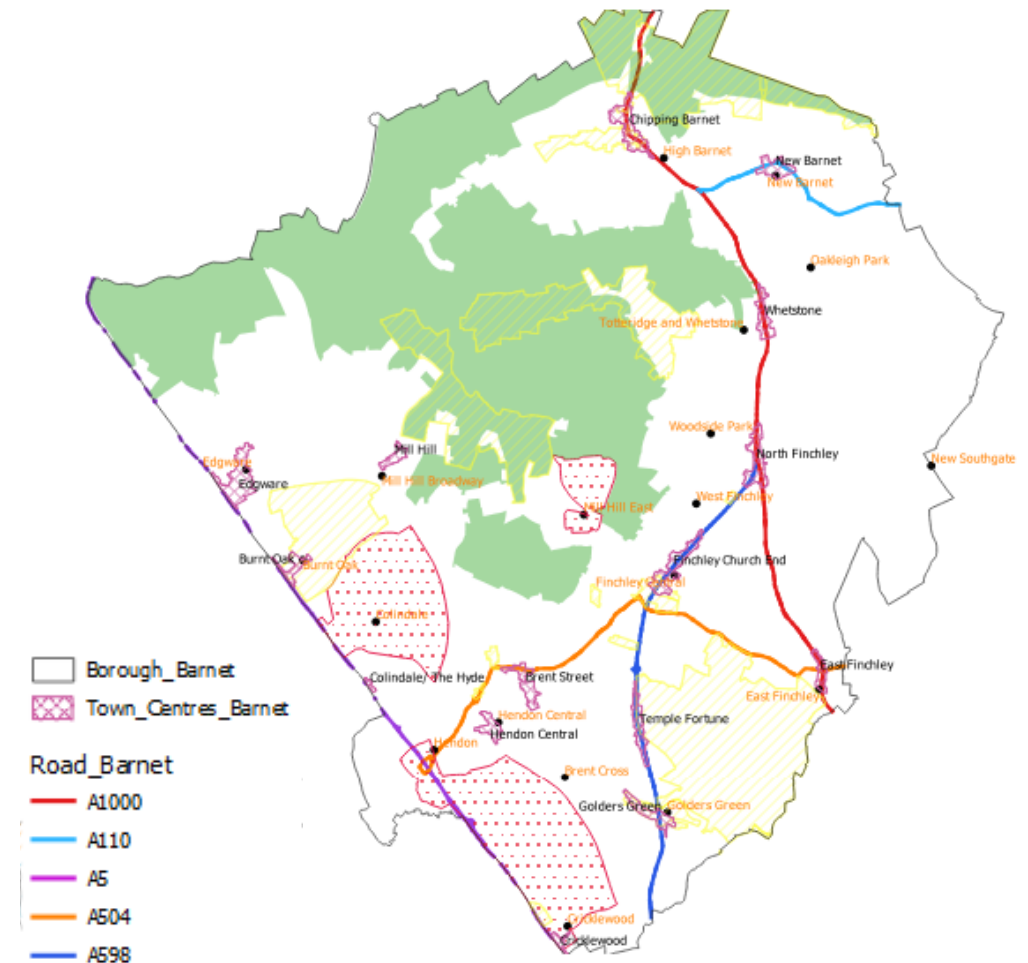 Chipping Barnet
High Barnet
New Barnet
New Barnet
Oakleigh Park
Whetstone
Totteridge and Whetstone
Woodside Park
North Finchley
New Southgate
Mill Hill
Edgware
Mill Hill Broadway
Edgware
West Finchley
Mill Hill East
Burnt Oak
Burnt Oak
Finchley Church End
Finchley Central
Colindale
East Finchley
Colindale/ The Hyde
Brent Street
East Finchley
Hendon Central
Temple Fortune
Hendon Central
Hendon
Brent Cross
Golders Green
Golders Green
Cricklewood
Cricklewood
Borough_Barnet
Town_Centres_Barnet
Road_Barnet
A1000
A110
A5
A504
A598